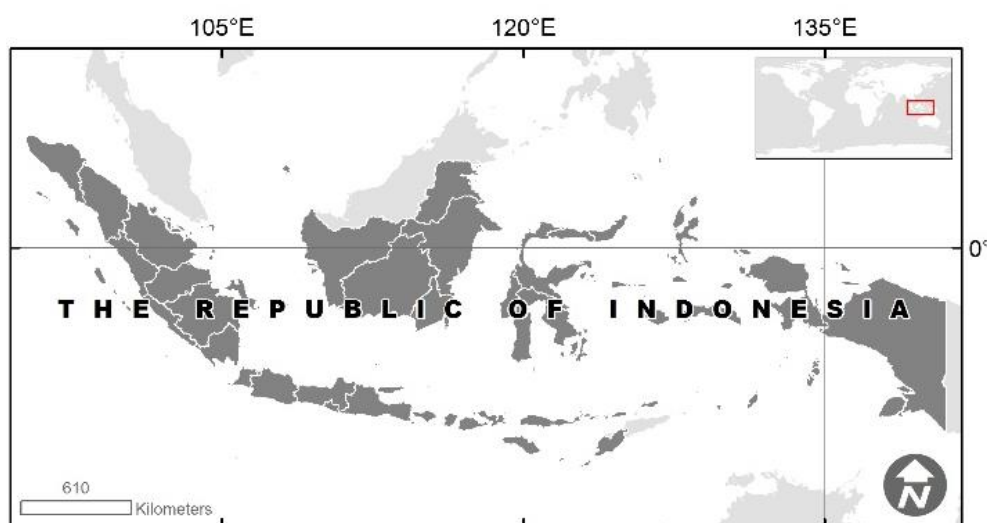 105°E 120°E 135°E
0°
THE REPUBLIC OF INDONESIA
610
Kilometers
N